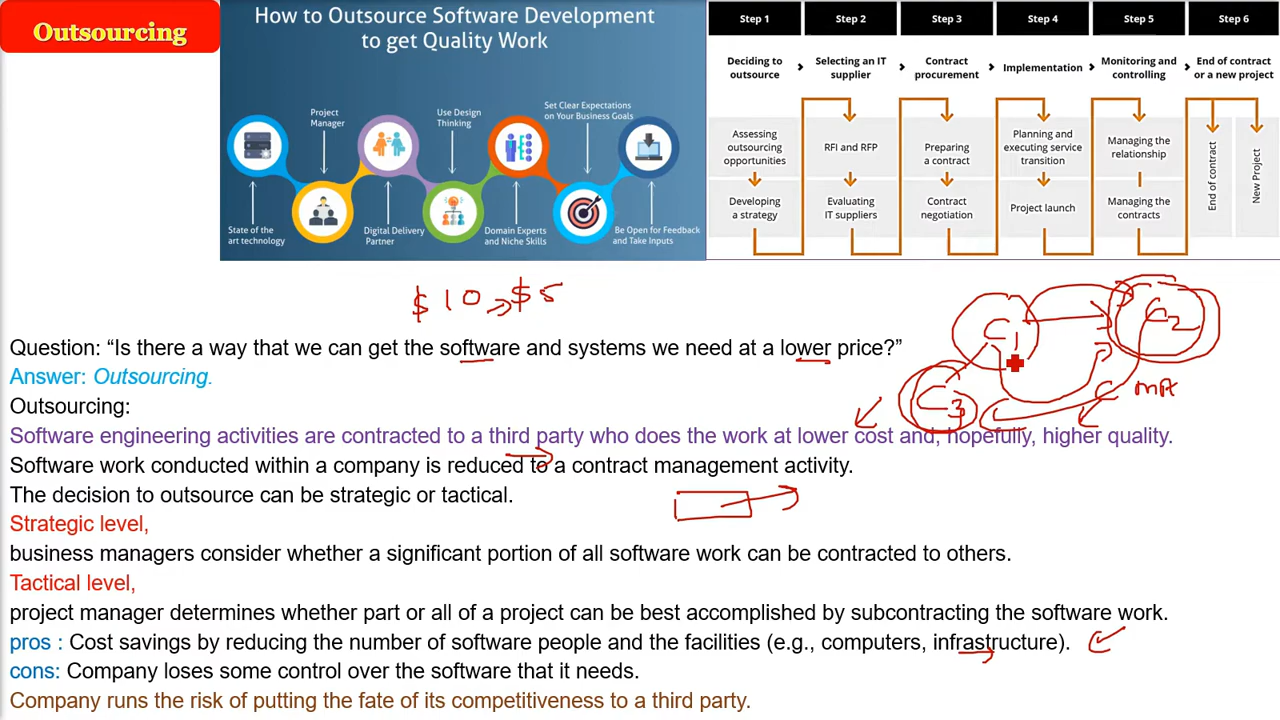 Outsourcing
How to Outsource Software Development
to get Quality Work
Project
Manager
Use Design
Thinking
Set Clear Expectations
on Your Business Goals
State of the
art technology
Digital Delivery
Partner
Domain Experts
and Niche Skills
Be Open for Feedback
and Take Inputs
Step 1
Step 2
Step 3
Step 4
Step 5
Step 6
Deciding to
outsource
Selecting an IT
supplier
Contract
procurement
Implementation
Monitoring and
controlling
End of contract
or a new project
Assessing
outsourcing
opportunities
Developing
a strategy
RFI and RFP
Evaluating
IT suppliers
Preparing
a contract
Contract
negotiation
Planning and
executing service
transition
Project launch
Managing the
relationship
Managing the
contracts
End of contract
New Project
$10 → $5
C1
C2
C3
Question: “Is there a way that we can get the software and systems we need at a lower price?”
Answer: Outsourcing.
Outsourcing:
Software engineering activities are contracted to a third party who does the work at lower cost and, hopefully, higher quality.
Software work conducted within a company is reduced to a contract management activity.
The decision to outsource can be strategic or tactical.
Strategic level,
business managers consider whether a significant portion of all software work can be contracted to others.
Tactical level,
project manager determines whether part or all of a project can be best accomplished by subcontracting the software work.
pros : Cost savings by reducing the number of software people and the facilities (e.g., computers, infrastructure).
cons: Company loses some control over the software that it needs.
Company runs the risk of putting the fate of its competitiveness to a third party.